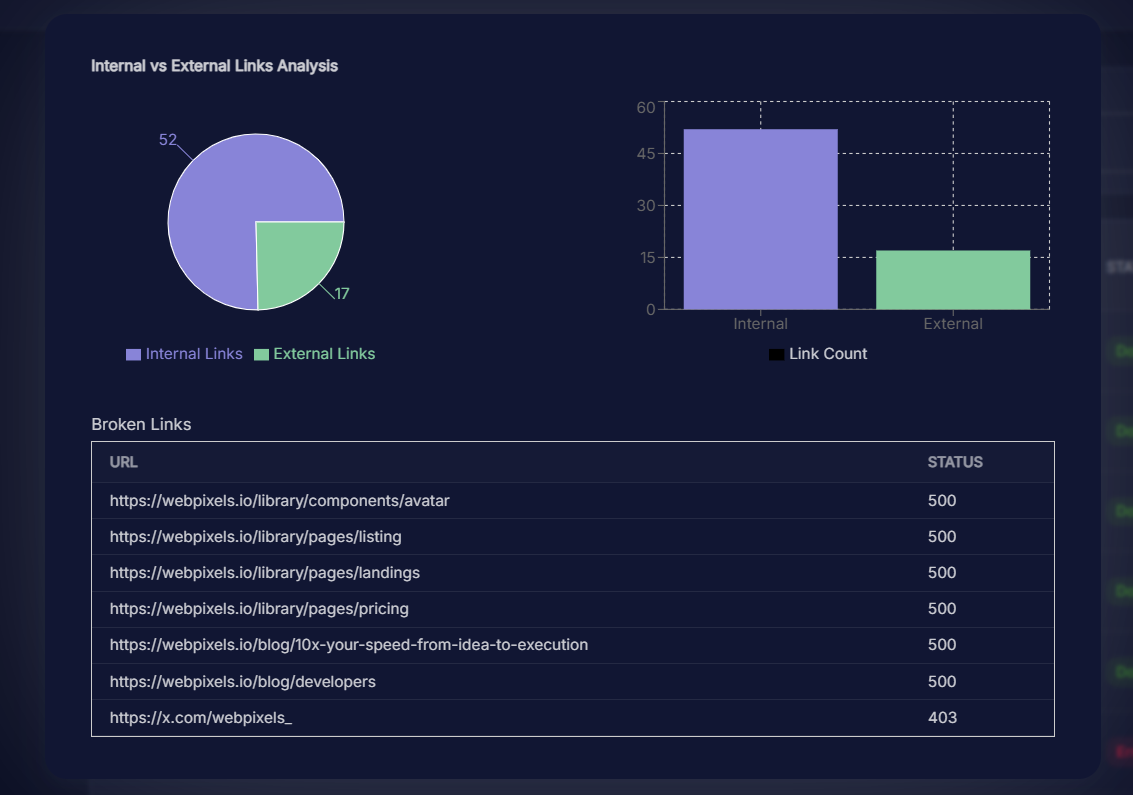 Internal vs External Links Analysis
52
17
Internal Links
External Links
60
45
30
15
0
Internal
External
Link Count
Broken Links
URL STATUS
https://webpixels.io/library/components/avatar 500
https://webpixels.io/library/pages/listing 500
https://webpixels.io/library/pages/landings 500
https://webpixels.io/library/pages/pricing 500
https://webpixels.io/blog/10x-your-speed-from-idea-to-execution 500
https://webpixels.io/blog/developers 500
https://x.com/webpixels_ 403